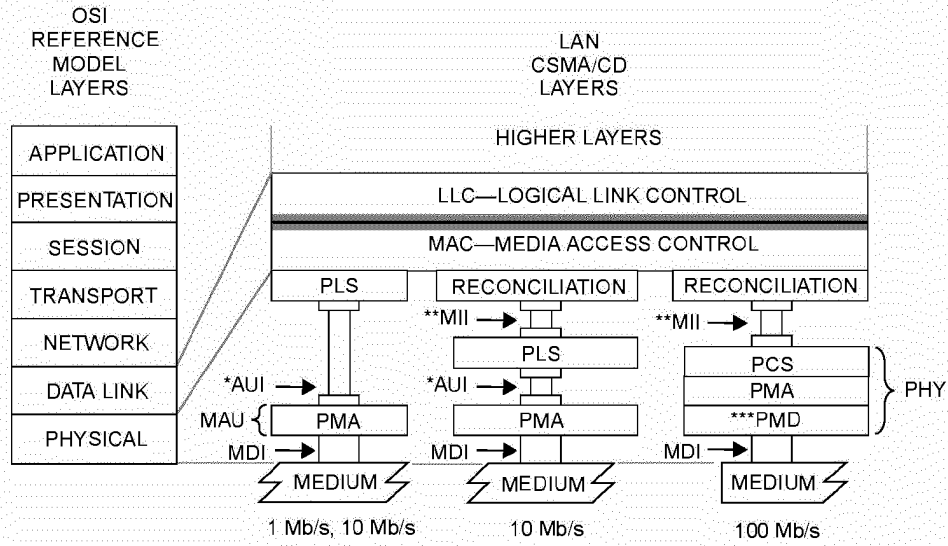 OSI
REFERENCE
MODEL
LAYERS
LAN
CSMA/CD
LAYERS
HIGHER LAYERS
APPLICATION
PRESENTATION
SESSION
TRANSPORT
NETWORK
DATA LINK
PHYSICAL
LLC—LOGICAL LINK CONTROL
MAC—MEDIA ACCESS CONTROL
PLS
*AUI
MAU
PMA
MDI
MEDIUM
1 Mb/s, 10 Mb/s
RECONCILIATION
**MII
PLS
*AUI
PMA
MDI
MEDIUM
10 Mb/s
RECONCILIATION
**MII
PCS
PMA
***PMD
PHY
MDI
MEDIUM
100 Mb/s